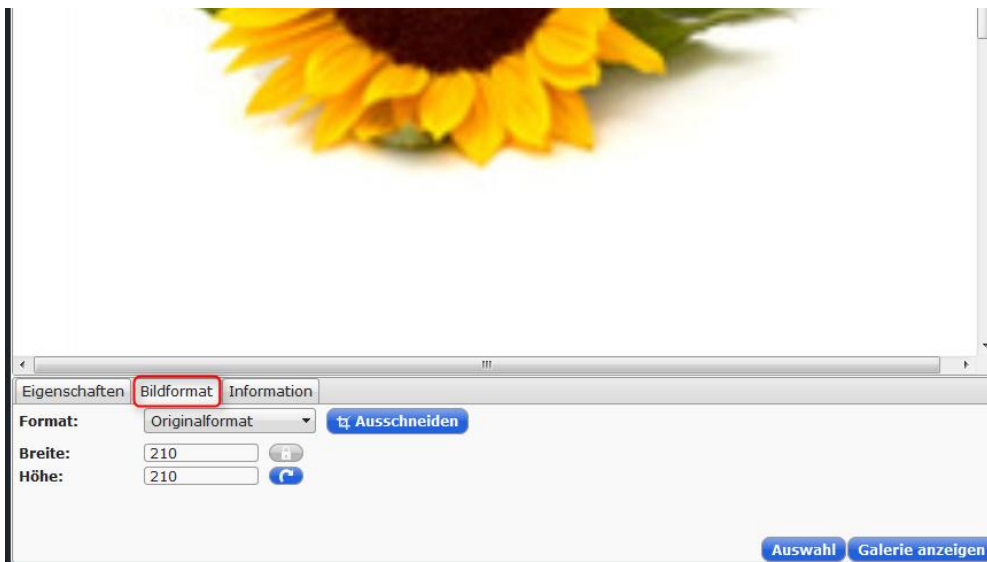 Eigenschaften Bildformat Information
Format: Originalformat Ausschneiden
Breite: 210
Höhe: 210
Auswahl Galerie anzeigen